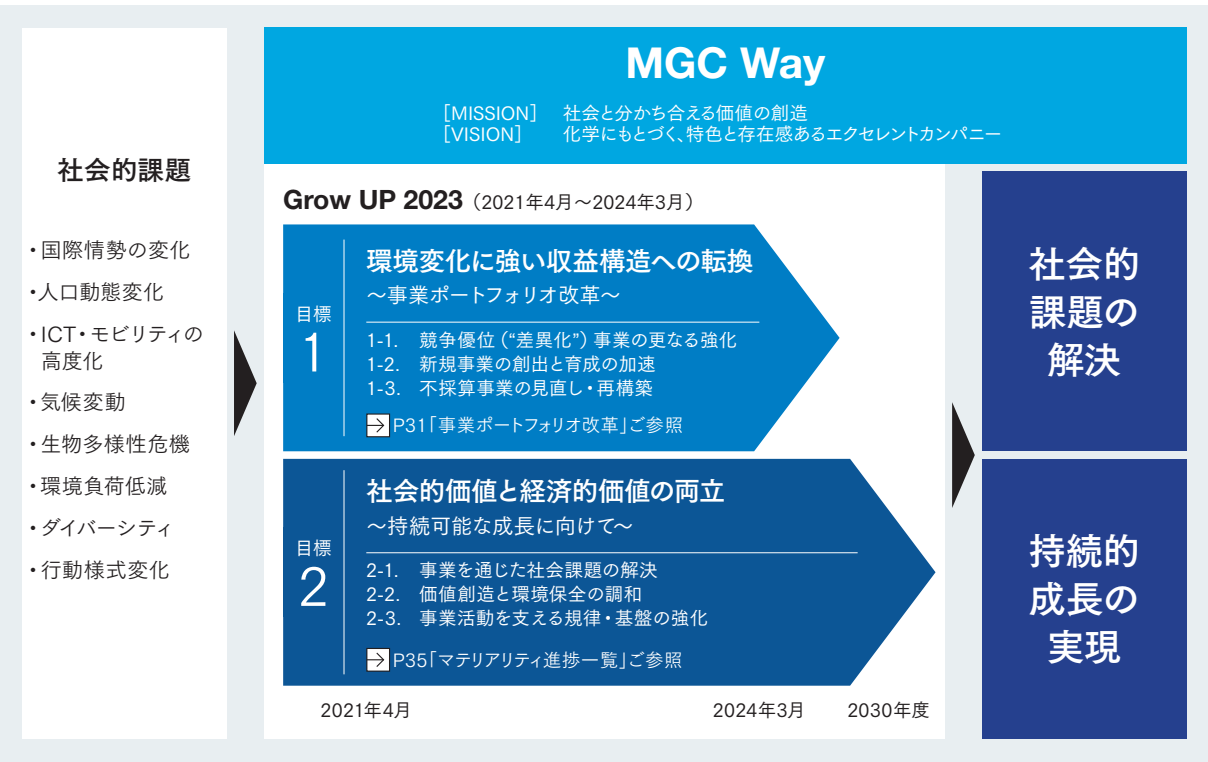 MGC Way
[MISSION] 社会と分かち合える価値の創造
[VISION] 化学にもとづく、特色と存在感あるエクセレントカンパニー
社会的課題
・国際情勢の変化
・人口動態変化
・ICT・モビリティの
高度化
・気候変動
・生物多様性危機
・環境負荷低減
・ダイバーシティ
・行動様式変化
Grow UP 2023（2021年4月～2024年3月）
目標
1
環境変化に強い収益構造への転換
～事業ポートフォリオ改革～
1-1. 競争優位（“差異化”）事業の更なる強化
1-2. 新規事業の創出と育成の加速
1-3. 不採算事業の見直し・再構築
→ P31「事業ポートフォリオ改革」ご参照
目標
2
社会的価値と経済的価値の両立
～持続可能な成長に向けて～
2-1. 事業を通じた社会課題の解決
2-2. 価値創造と環境保全の調和
2-3. 事業活動を支える規律・基盤の強化
→ P35「マテリアリティ進捗一覧」ご参照
2021年4月
2024年3月
2030年度
社会的
課題の
解決
持続的
成長の
実現